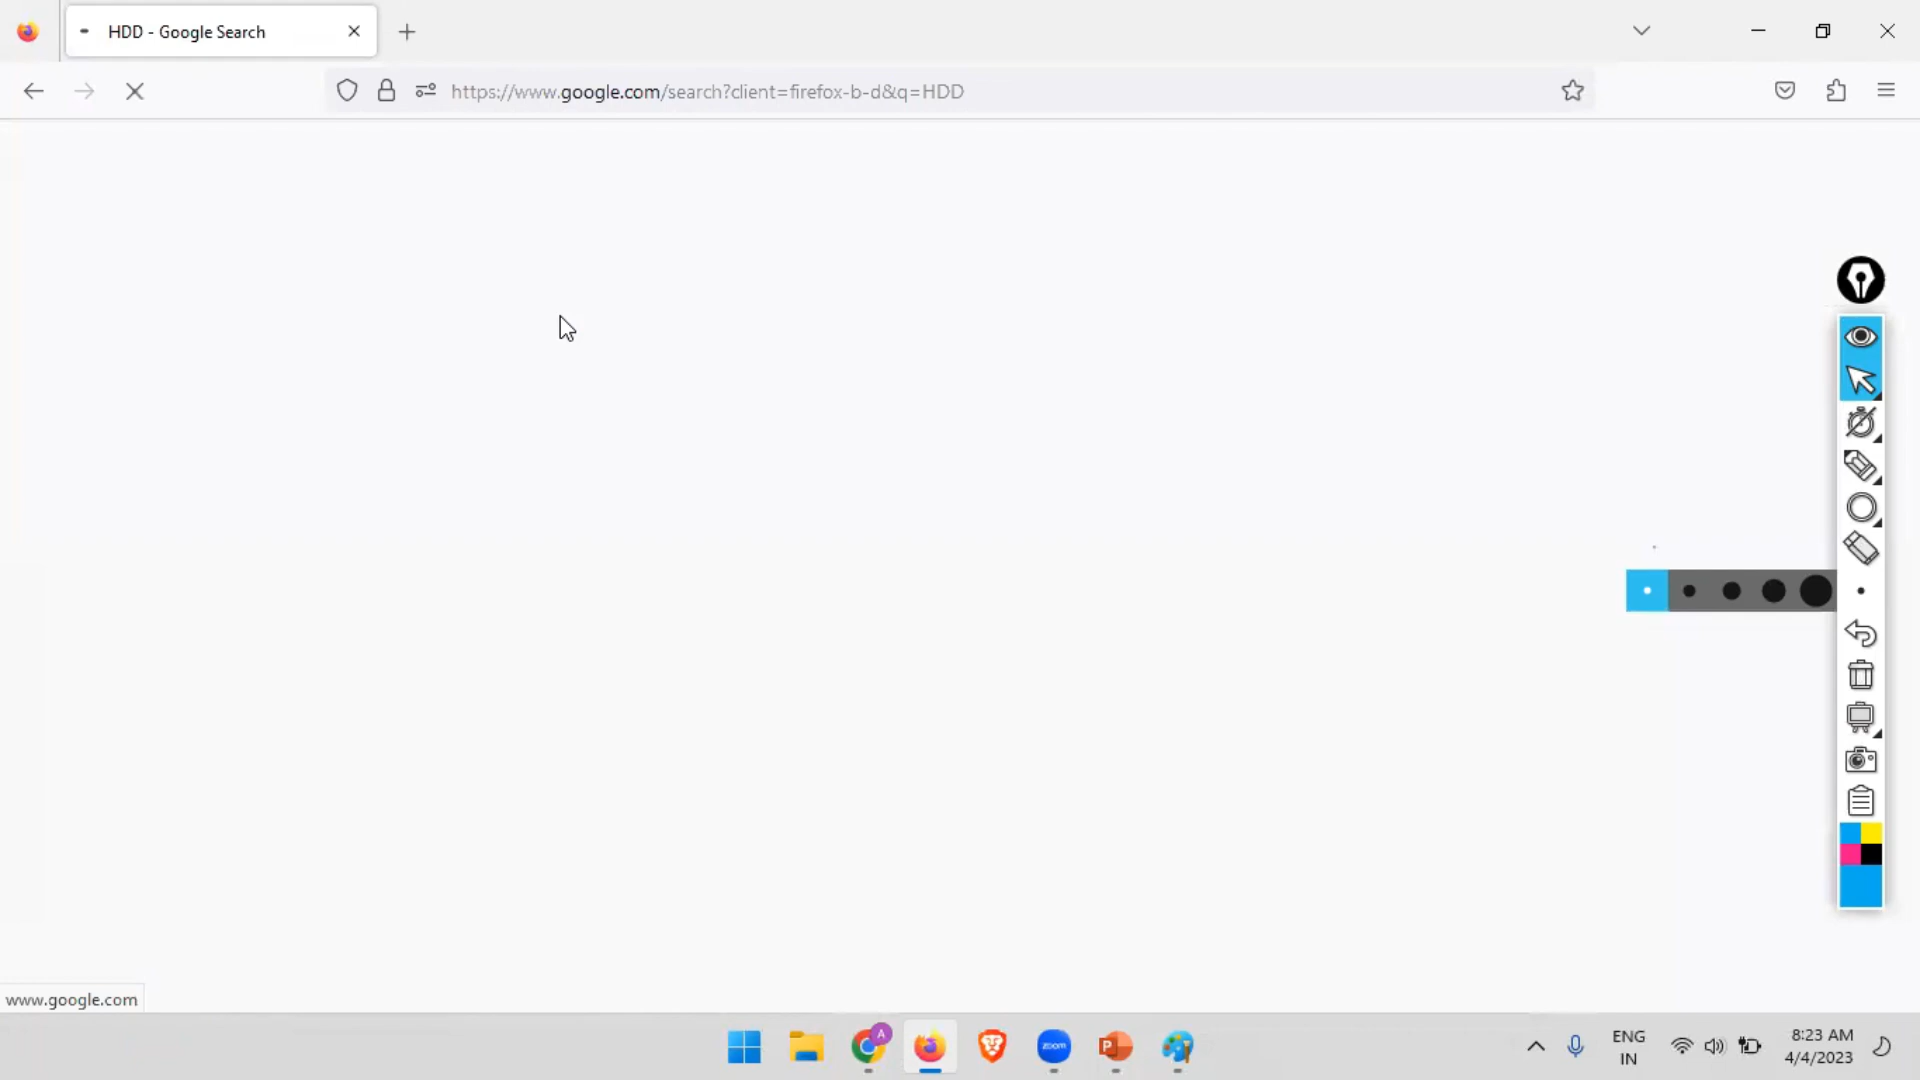 HDD - Google Search
https://www.google.com/search?client=firefox-b-d&q=HDD
www.google.com
A
zoom
P
ENG
IN
8:23 AM
4/4/2023